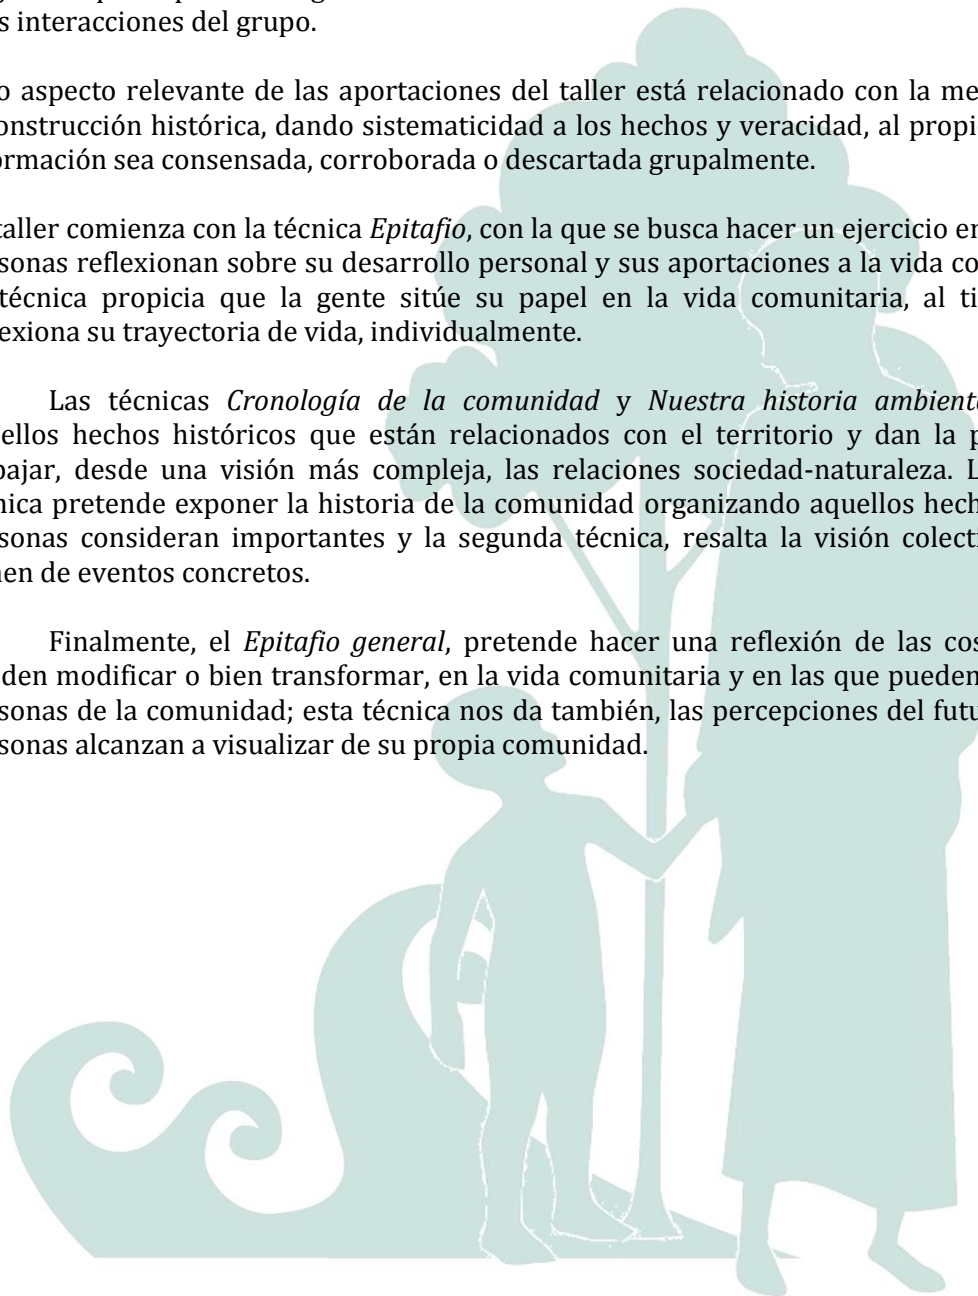 s interacciones del grupo.
o aspecto relevante de las aportaciones del taller está relacionado con la me
onstrucción histórica, dando sistematicidad a los hechos y veracidad, al propi
ormación sea consensada, corroborada o descartada grupalmente.
taller comienza con la técnica Epitafio, con la que se busca hacer un ejercicio en
sonas reflexionan sobre su desarrollo personal y sus aportaciones a la vida co
técnica propicia que la gente sitúe su papel en la vida comunitaria, al ti
lexiona su trayectoria de vida, individualmente.
Las técnicas Cronología de la comunidad y Nuestra historia ambient
ellos hechos históricos que están relacionados con el territorio y dan la p
bajar, desde una visión más compleja, las relaciones sociedad-naturaleza. L
nica pretende exponer la historia de la comunidad organizando aquellos hech
sonas consideran importantes y la segunda técnica, resalta la visión colecti
nen de eventos concretos.
Finalmente, el Epitafio general, pretende hacer una reflexión de las cos
den modificar o bien transformar, en la vida comunitaria y en las que pueden
sonas de la comunidad; esta técnica nos da también, las percepciones del futu
sonas alcanzan a visualizar de su propia comunidad.